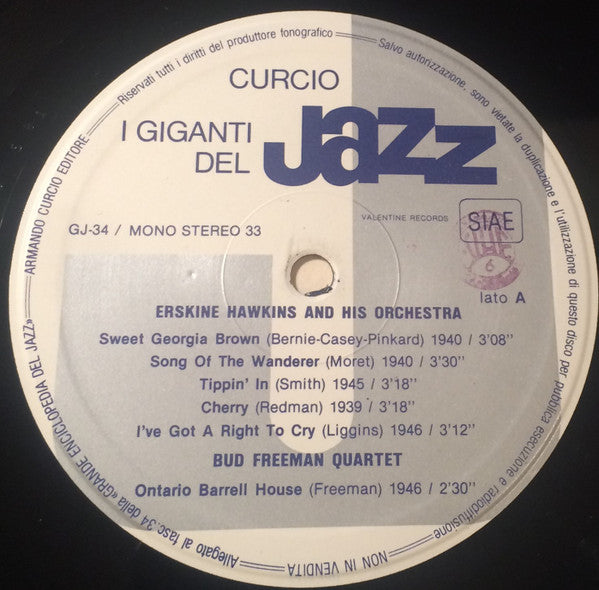 Riservati tutti i diritti del produttore fonografico
Salvo autorizzazione, sono vietate la duplicazione e l'utilizzazione di questo disco per pubblica esecuzione e radiodiffusione
ARMANDO CURCIO EDITORE
CURCIO
I GIGANTI
DEL
Jazz
VALENTINE RECORDS
SIAE
GJ-34 / MONO STEREO 33
6
lato A
ERSKINE HAWKINS AND HIS ORCHESTRA
Sweet Georgia Brown (Bernie-Casey-Pinkard) 1940 / 3'08''
Song Of The Wanderer (Moret) 1940 / 3'30''
Tippin' In (Smith) 1945 / 3'18''
Cherry (Redman) 1939 / 3'18''
I've Got A Right To Cry (Liggins) 1946 / 3'12''
BUD FREEMAN QUARTET
Ontario Barrell House (Freeman) 1946 / 2'30''
Allegato al fasc. 34 della «GRANDE ENCICLOPEDIA DEL JAZZ»
NON IN VENDITA